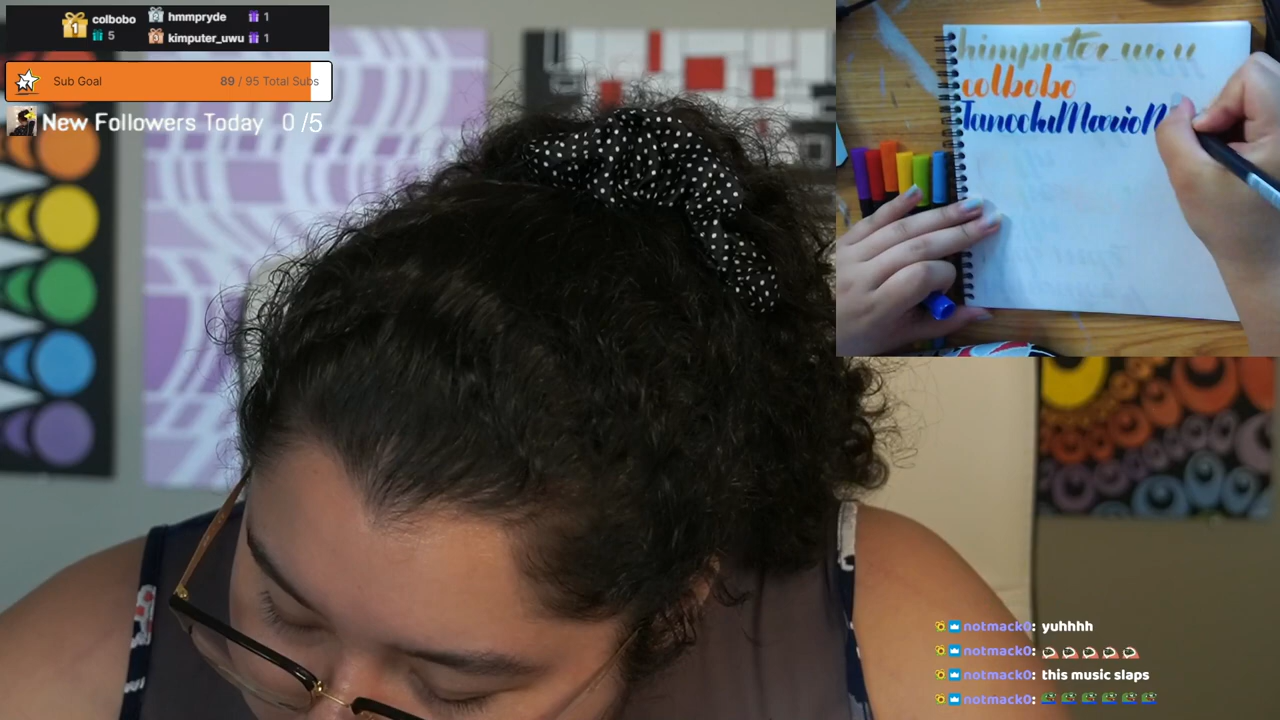 colbobo
5
hmmpryde 1
kimputer_uwu 1
Sub Goal 89 / 95 Total Subs
New Followers Today 0 /5
kimputer_uwu
colbobo
TanookiMarioM
notmack0: yuhhhh
notmack0:
notmack0: this music slaps
notmack0: